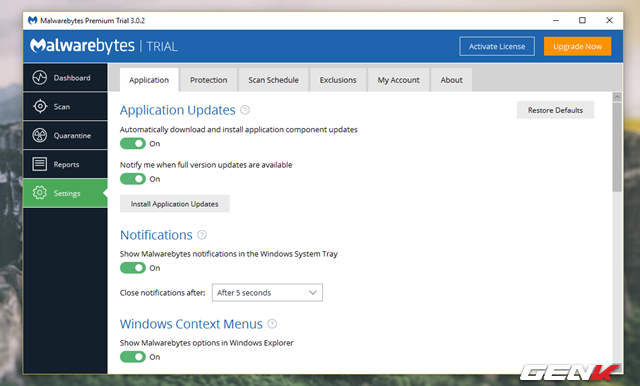 Malwarebytes Premium Trial 3.0.2
Malwarebytes | TRIAL
Activate License
Upgrade Now
Dashboard
Scan
Quarantine
Reports
Settings
Application
Protection
Scan Schedule
Exclusions
My Account
About
Application Updates ?
Restore Defaults
Automatically download and install application component updates
On
Notify me when full version updates are available
On
Install Application Updates
Notifications ?
Show Malwarebytes notifications in the Windows System Tray
On
Close notifications after: After 5 seconds
Windows Context Menus ?
Show Malwarebytes options in Windows Explorer
On
GENK